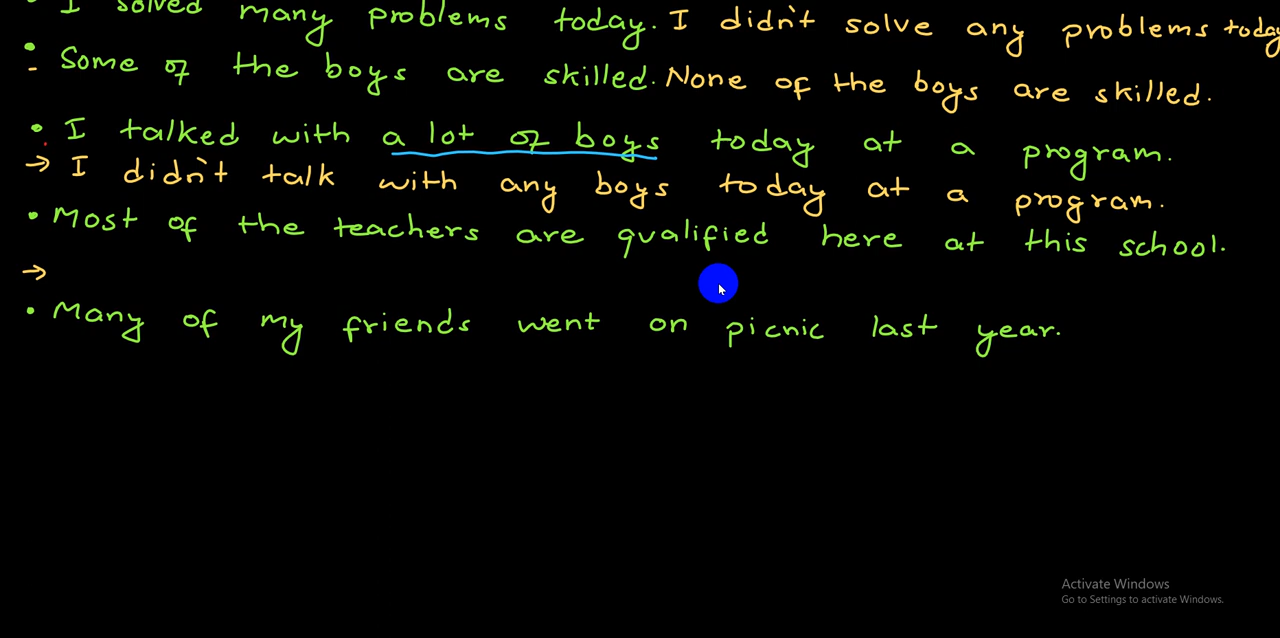 I solved many problems today. I didn't solve any problems today
Some of the boys are skilled. None of the boys are skilled.
• I talked with a lot of boys today at a program.
→ I didn't talk with any boys today at a program.
• Most of the teachers are qualified here at this school.
→
• Many of my friends went on picnic last year.
Activate Windows
Go to Settings to activate Windows.